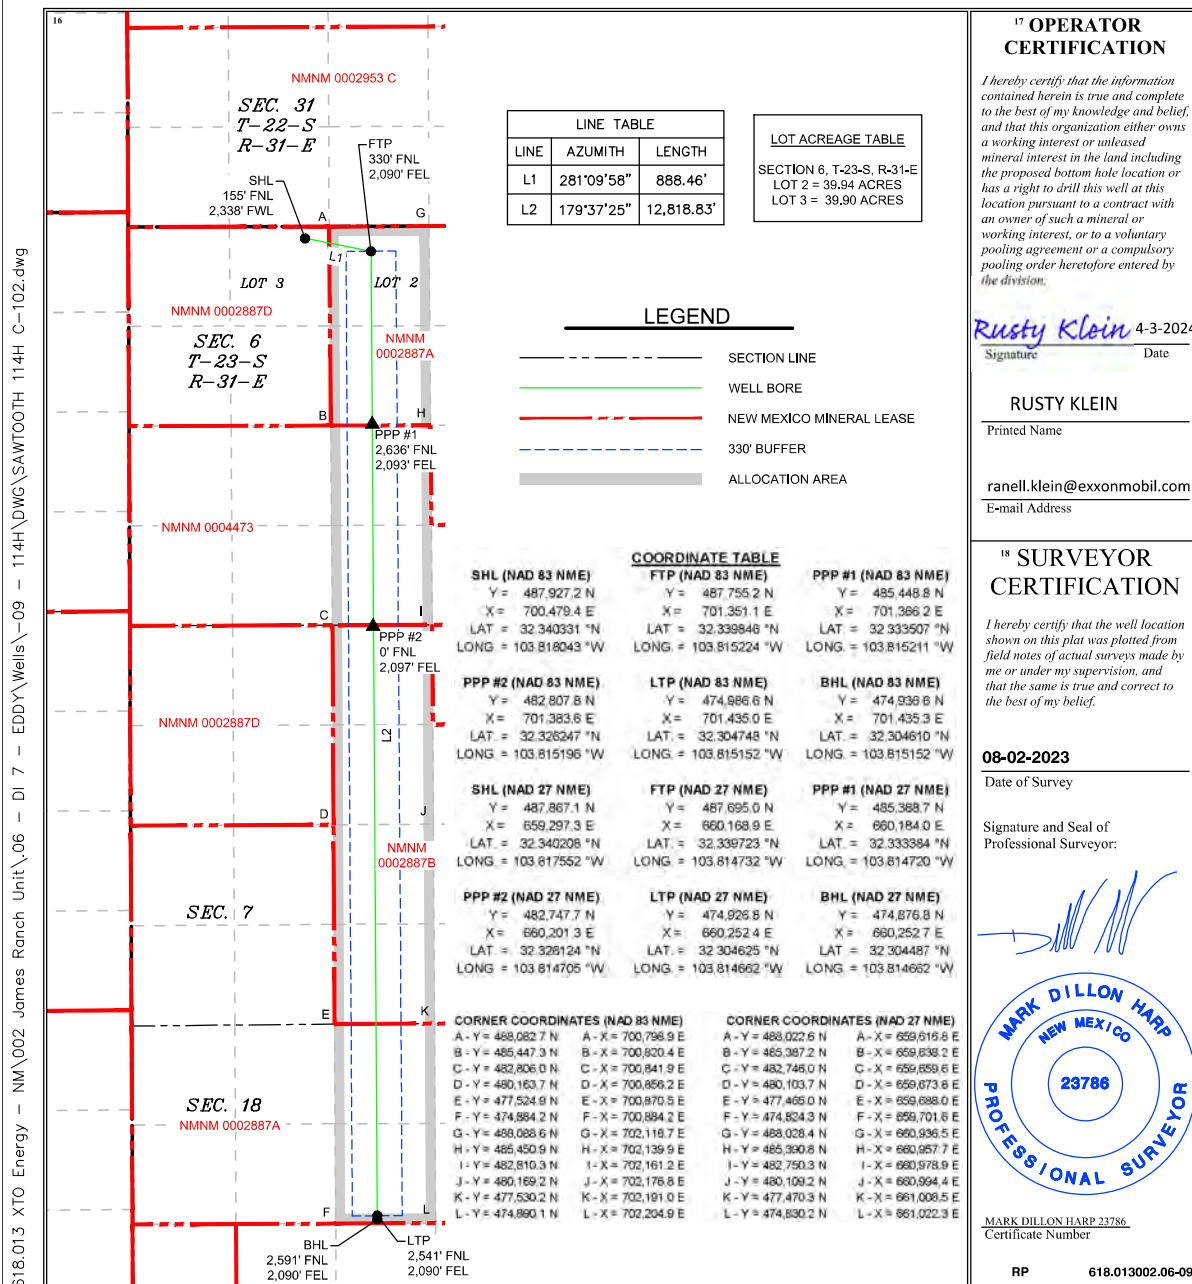 16
NMNM 0002953 C
SEC. 31
T-22-S
R-31-E
FTP
330' FNL
2,090' FEL
SHL
155' FNL
2,338' FWL
A
G
L1
LOT 3
LOT 2
NMNM 0002887D
NMNM
0002887A
SEC. 6
T-23-S
R-31-E
B
H
PPP #1
2,636' FNL
2,093' FEL
NMNM 0004473
C
I
PPP #2
0' FNL
2,097' FEL
NMNM 0002887D
L2
D
J
NMNM
0002887B
SEC. 7
E
K
SEC. 18
NMNM 0002887A
F
L
BHL
2,591' FNL
2,090' FEL
LTP
2,541' FNL
2,090' FEL
LINE TABLE
LINE AZUMITH LENGTH
L1 281°09'58" 888.46'
L2 179°37'25" 12,818.83'
LOT ACREAGE TABLE
SECTION 6, T-23-S, R-31-E
LOT 2 = 39.94 ACRES
LOT 3 = 39.90 ACRES
LEGEND
SECTION LINE
WELL BORE
NEW MEXICO MINERAL LEASE
330' BUFFER
ALLOCATION AREA
COORDINATE TABLE
SHL (NAD 83 NME) FTP (NAD 83 NME) PPP #1 (NAD 83 NME)
Y = 487,927.2 N Y = 487,755.2 N Y = 485,448.8 N
X = 700,479.4 E X = 701,351.1 E X = 701,366.2 E
LAT. = 32.340331 °N LAT. = 32.339846 °N LAT. = 32.333507 °N
LONG. = 103.818043 °W LONG. = 103.815224 °W LONG. = 103.815211 °W
PPP #2 (NAD 83 NME) LTP (NAD 83 NME) BHL (NAD 83 NME)
Y = 482,807.8 N Y = 474,986.6 N Y = 474,936.6 N
X = 701,383.6 E X = 701,435.0 E X = 701,435.3 E
LAT. = 32.326247 °N LAT. = 32.304748 °N LAT. = 32.304610 °N
LONG. = 103.815196 °W LONG. = 103.815152 °W LONG. = 103.815152 °W
SHL (NAD 27 NME) FTP (NAD 27 NME) PPP #1 (NAD 27 NME)
Y = 487,867.1 N Y = 487,695.0 N Y = 485,388.7 N
X = 659,297.3 E X = 660,168.9 E X = 660,184.0 E
LAT. = 32.340208 °N LAT. = 32.339723 °N LAT. = 32.333384 °N
LONG. = 103.817552 °W LONG. = 103.814732 °W LONG. = 103.814720 °W
PPP #2 (NAD 27 NME) LTP (NAD 27 NME) BHL (NAD 27 NME)
Y = 482,747.7 N Y = 474,926.8 N Y = 474,876.8 N
X = 660,201.3 E X = 660,252.4 E X = 660,252.7 E
LAT. = 32.326124 °N LAT. = 32.304625 °N LAT. = 32.304487 °N
LONG. = 103.814705 °W LONG. = 103.814662 °W LONG. = 103.814662 °W
CORNER COORDINATES (NAD 83 NME) CORNER COORDINATES (NAD 27 NME)
A - Y = 488,082.7 N A - X = 700,796.9 E A - Y = 488,022.6 N A - X = 659,616.8 E
B - Y = 485,447.3 N B - X = 700,820.4 E B - Y = 485,387.2 N B - X = 659,638.2 E
C - Y = 482,806.0 N C - X = 700,841.9 E C - Y = 482,746.0 N C - X = 659,659.6 E
D - Y = 480,163.7 N D - X = 700,856.2 E D - Y = 480,103.7 N D - X = 659,673.8 E
E - Y = 477,524.9 N E - X = 700,870.5 E E - Y = 477,465.0 N E - X = 659,688.0 E
F - Y = 474,884.2 N F - X = 700,884.2 E F - Y = 474,824.3 N F - X = 659,701.6 E
G - Y = 488,088.6 N G - X = 702,116.7 E G - Y = 488,028.4 N G - X = 660,936.5 E
H - Y = 485,450.9 N H - X = 702,139.9 E H - Y = 485,390.8 N H - X = 660,957.7 E
I - Y = 482,810.3 N I - X = 702,161.2 E I - Y = 482,750.3 N I - X = 660,978.9 E
J - Y = 480,169.2 N J - X = 702,176.8 E J - Y = 480,109.2 N J - X = 660,994.4 E
K - Y = 477,530.2 N K - X = 702,191.0 E K - Y = 477,470.3 N K - X = 661,008.5 E
L - Y = 474,890.1 N L - X = 702,204.9 E L - Y = 474,830.2 N L - X = 661,022.3 E
17 OPERATOR
CERTIFICATION
I hereby certify that the information
contained herein is true and complete
to the best of my knowledge and belief,
and that this organization either owns
a working interest or unleased
mineral interest in the land including
the proposed bottom hole location or
has a right to drill this well at this
location pursuant to a contract with
an owner of such a mineral or
working interest, or to a voluntary
pooling agreement or a compulsory
pooling order heretofore entered by
the division.
Rusty Klein 4-3-2024
Signature Date
RUSTY KLEIN
Printed Name
ranell.klein@exxonmobil.com
E-mail Address
18 SURVEYOR
CERTIFICATION
I hereby certify that the well location
shown on this plat was plotted from
field notes of actual surveys made by
me or under my supervision, and
that the same is true and correct to
the best of my belief.
08-02-2023
Date of Survey
Signature and Seal of
Professional Surveyor:
MARK DILLON HARP
NEW MEXICO
23786
PROFESSIONAL SURVEYOR
MARK DILLON HARP 23786
Certificate Number
RP 618.013002.06-09
618.013 XTO Energy - NM\002 James Ranch Unit\.06 - DI 7 - EDDY\Wells\-09 - 114H\DWG\SAWTOOTH 114H C-102.dwg